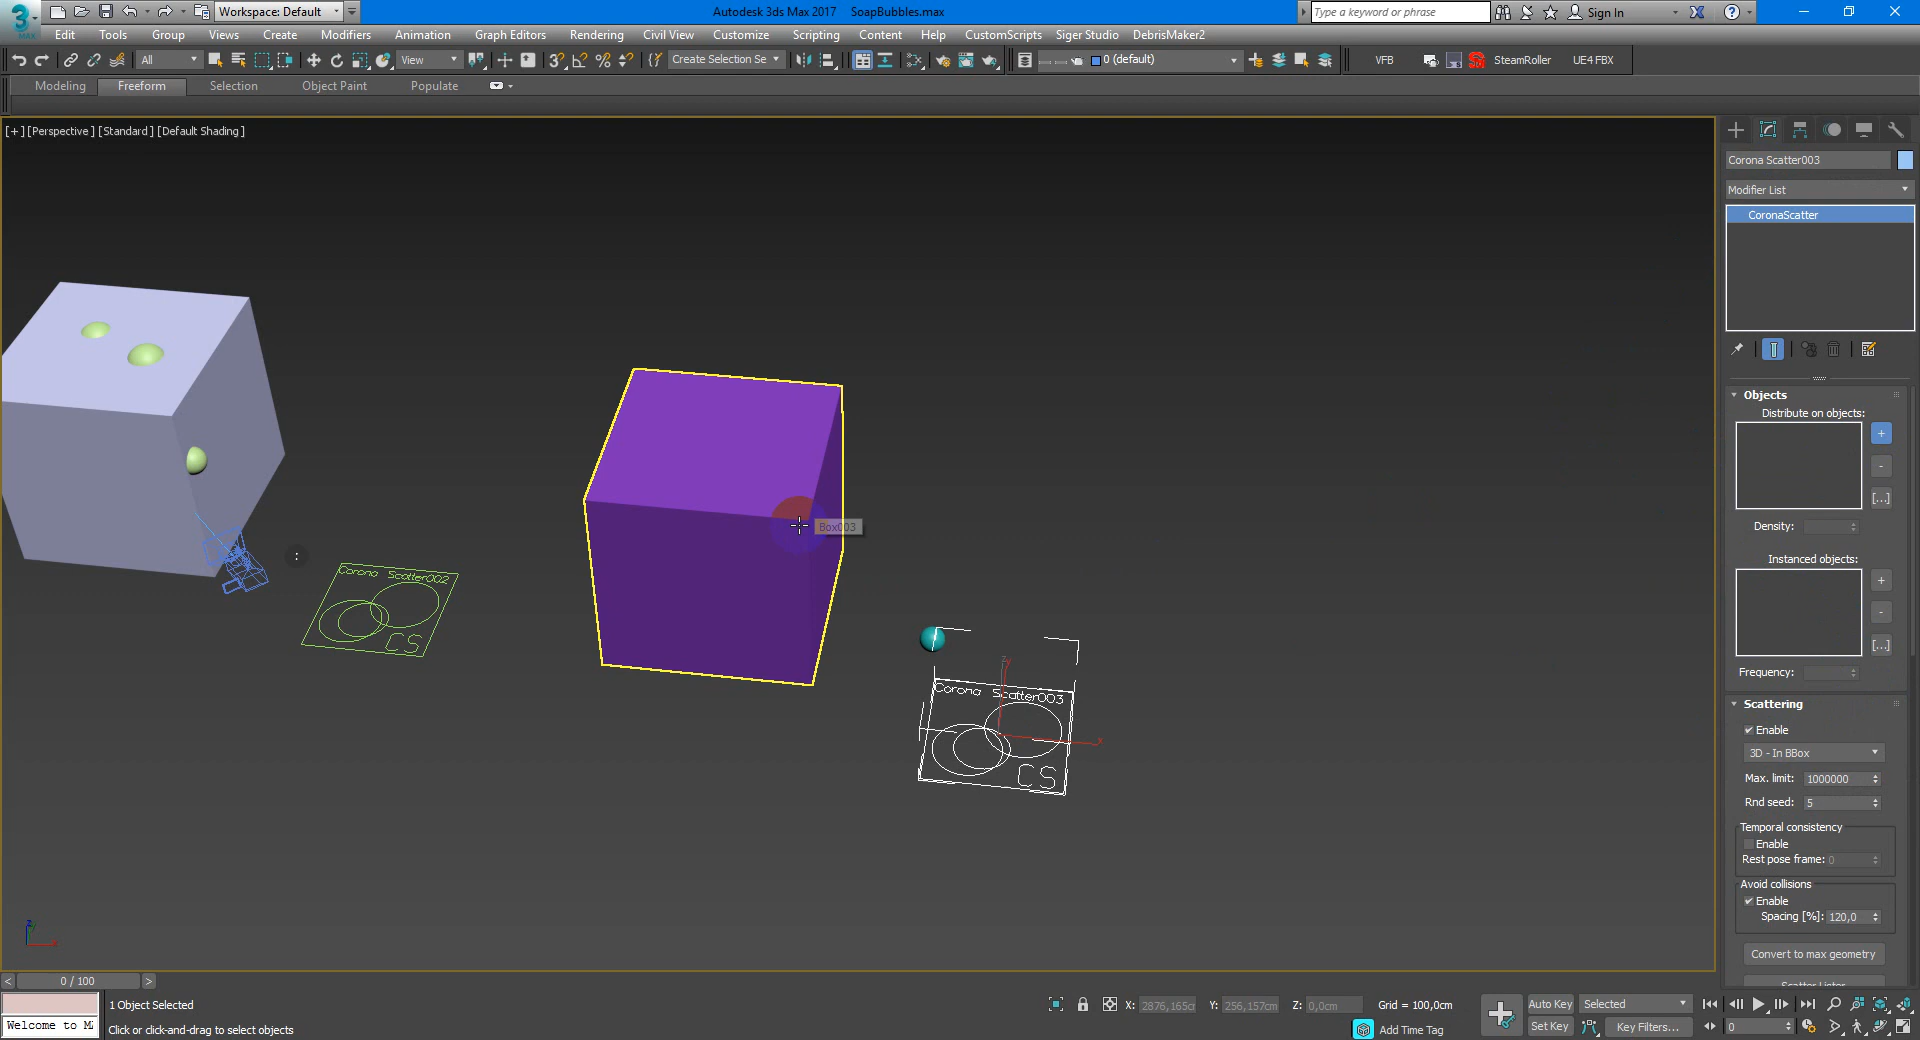 Workspace: Default
Autodesk 3ds Max 2017 SoapBubbles.max
Type a keyword or phrase
Sign In
Edit Tools Group Views Create Modifiers Animation Graph Editors Rendering Civil View Customize Scripting Content Help CustomScripts Siger Studio DebrisMaker2
All View Create Selection Se 0 (default) VFB SteamRoller UE4 FBX
Modeling Freeform Selection Object Paint Populate
[+][Perspective][Standard][Default Shading]
Corona Scatter003
Modifier List
CoronaScatter
Objects
Distribute on objects:
+
-
[...]
Density:
Instanced objects:
+
-
[...]
Frequency:
Scattering
Enable
3D - In BBox
Max. limit: 1000000
Rnd seed: 5
Temporal consistency
Enable
Rest pose frame: 0
Avoid collisions
Enable
Spacing [%]: 120,0
Convert to max geometry
Scatter Lister
Box003
Corona Scatter002
CS
Corona Scatter003
CS
z y
x
< 0 / 100 >
1 Object Selected
X: 2876,165cm Y: 256,157cm Z: 0,0cm Grid = 100,0cm
Auto Key Selected
Welcome to M
Click or click-and-drag to select objects
Add Time Tag
Set Key Key Filters... 0